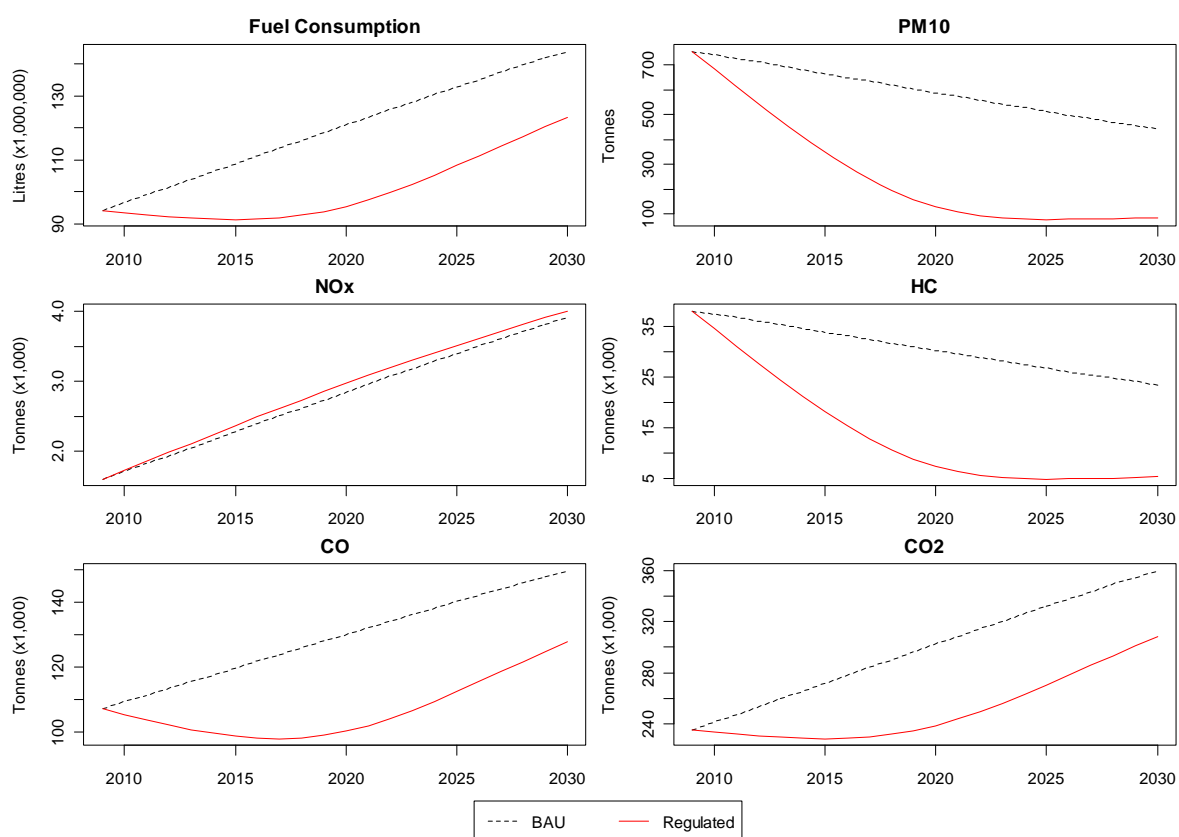 Fuel Consumption
Litres (x1,000,000)
130
110
90
2010 2015 2020 2025 2030
PM10
Tonnes
700
500
300
100
2010 2015 2020 2025 2030
NOx
Tonnes (x1,000)
4.0
3.0
2.0
2010 2015 2020 2025 2030
HC
Tonnes (x1,000)
35
25
15
5
2010 2015 2020 2025 2030
CO
Tonnes (x1,000)
140
120
100
2010 2015 2020 2025 2030
CO2
Tonnes (x1,000)
360
320
280
240
2010 2015 2020 2025 2030
BAU Regulated